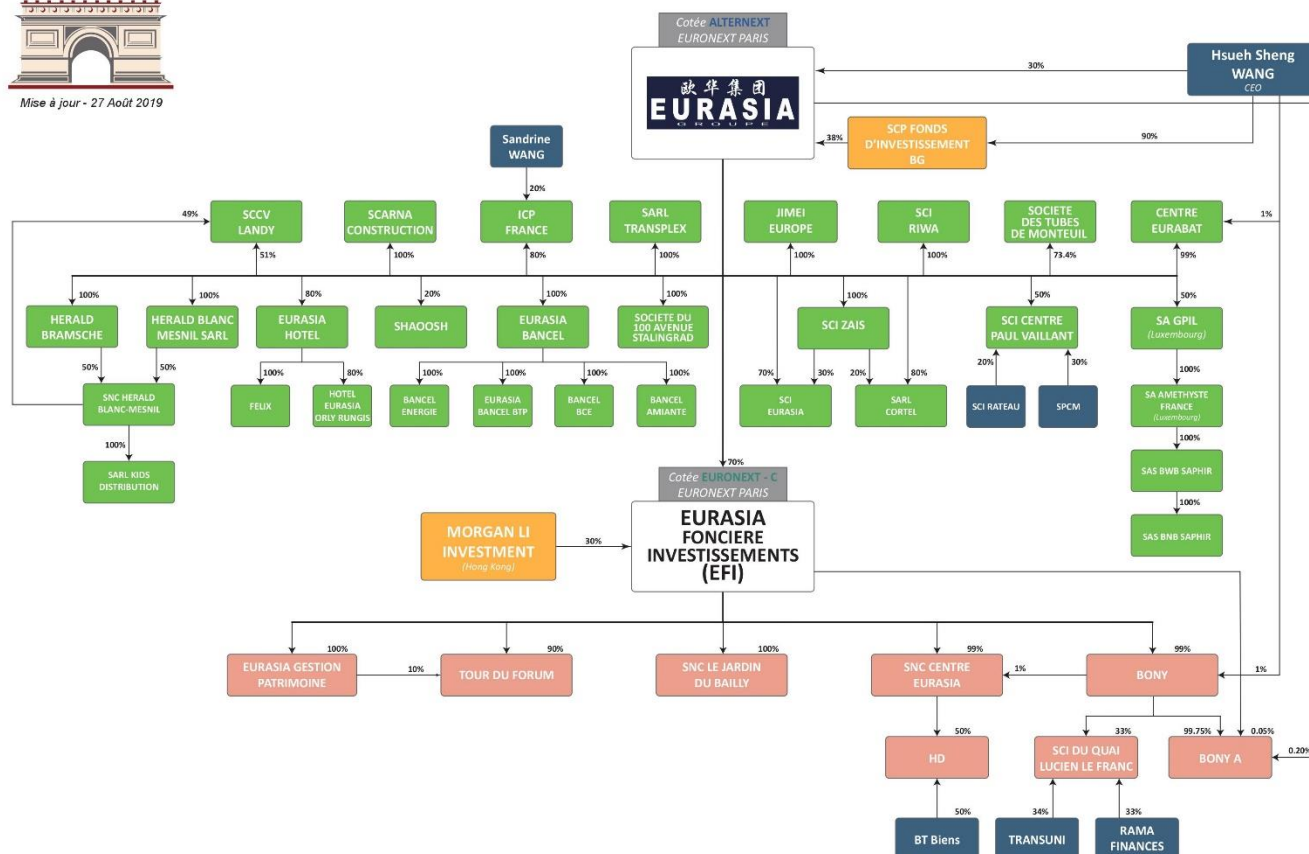 Mise à jour - 27 Août 2019
Cotée ALTERNEXT
EURONEXT PARIS
欧华集团
EURASIA
GROUPE
Hsueh Sheng
WANG
CEO
30%
SCP FONDS
D'INVESTISSEMENT
BG
38%
90%
Sandrine
WANG
20%
49%
SCCV
LANDY
SCARNA
CONSTRUCTION
ICP
FRANCE
SARL
TRANSPLEX
JIMEI
EUROPE
SCI
RIWA
SOCIETE
DES TUBES
DE MONTEUIL
CENTRE
EURABAT
1%
51%
100%
80%
100%
100%
100%
73.4%
99%
100%
100%
80%
20%
100%
100%
100%
50%
50%
HERALD
BRAMSCHE
HERALD BLANC
MESNIL SARL
EURASIA
HOTEL
SHAOOSH
EURASIA
BANCEL
SOCIETE DU
100 AVENUE
STALINGRAD
SCI ZAIS
SCI CENTRE
PAUL VAILLANT
SA GPIL
(Luxembourg)
50%
50%
100%
80%
100%
100%
100%
100%
70%
30%
20%
80%
20%
30%
100%
SNC HERALD
BLANC-MESNIL
FELIX
HOTEL
EURASIA
ORLY RUNGIS
BANCEL
ENERGIE
EURASIA
BANCEL BTP
BANCEL
BCE
BANCEL
AMIANTE
SCI
EURASIA
SARL
CORTEL
SCI RATEAU
SPCM
SA AMETHYSTE
FRANCE
(Luxembourg)
100%
100%
SARL KIDS
DISTRIBUTION
SAS BWB SAPHIR
100%
SAS BNB SAPHIR
70%
Cotée EURONEXT - C
EURONEXT PARIS
EURASIA
FONCIERE
INVESTISSEMENTS
(EFI)
MORGAN LI
INVESTMENT
(Hong Kong)
30%
100%
90%
100%
99%
99%
EURASIA GESTION
PATRIMOINE
10%
TOUR DU FORUM
SNC LE JARDIN
DU BAILLY
SNC CENTRE
EURASIA
1%
BONY
1%
50%
33%
99.75%
0.05%
HD
SCI DU QUAI
LUCIEN LE FRANC
BONY A
0.20%
50%
34%
33%
BT Biens
TRANSUNI
RAMA
FINANCES